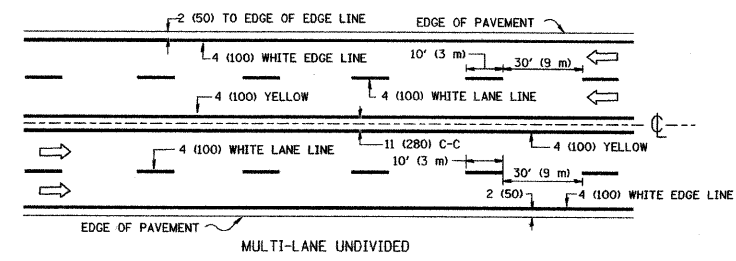 2 (50) TO EDGE OF EDGE LINE
EDGE OF PAVEMENT
4 (100) WHITE EDGE LINE
10' (3 m)
30' (9 m)
4 (100) YELLOW
4 (100) WHITE LANE LINE
℄
4 (100) WHITE LANE LINE
11 (280) C-C
4 (100) YELLOW
10' (3 m)
30' (9 m)
2 (50)
4 (100) WHITE EDGE LINE
EDGE OF PAVEMENT
MULTI-LANE UNDIVIDED